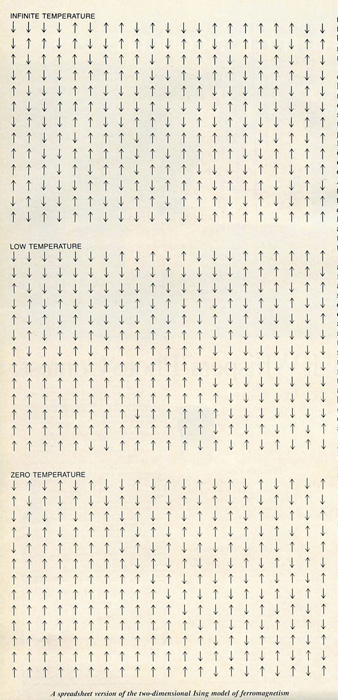 INFINITE TEMPERATURE
LOW TEMPERATURE
ZERO TEMPERATURE
A spreadsheet version of the two-dimensional Ising model of ferromagnetism